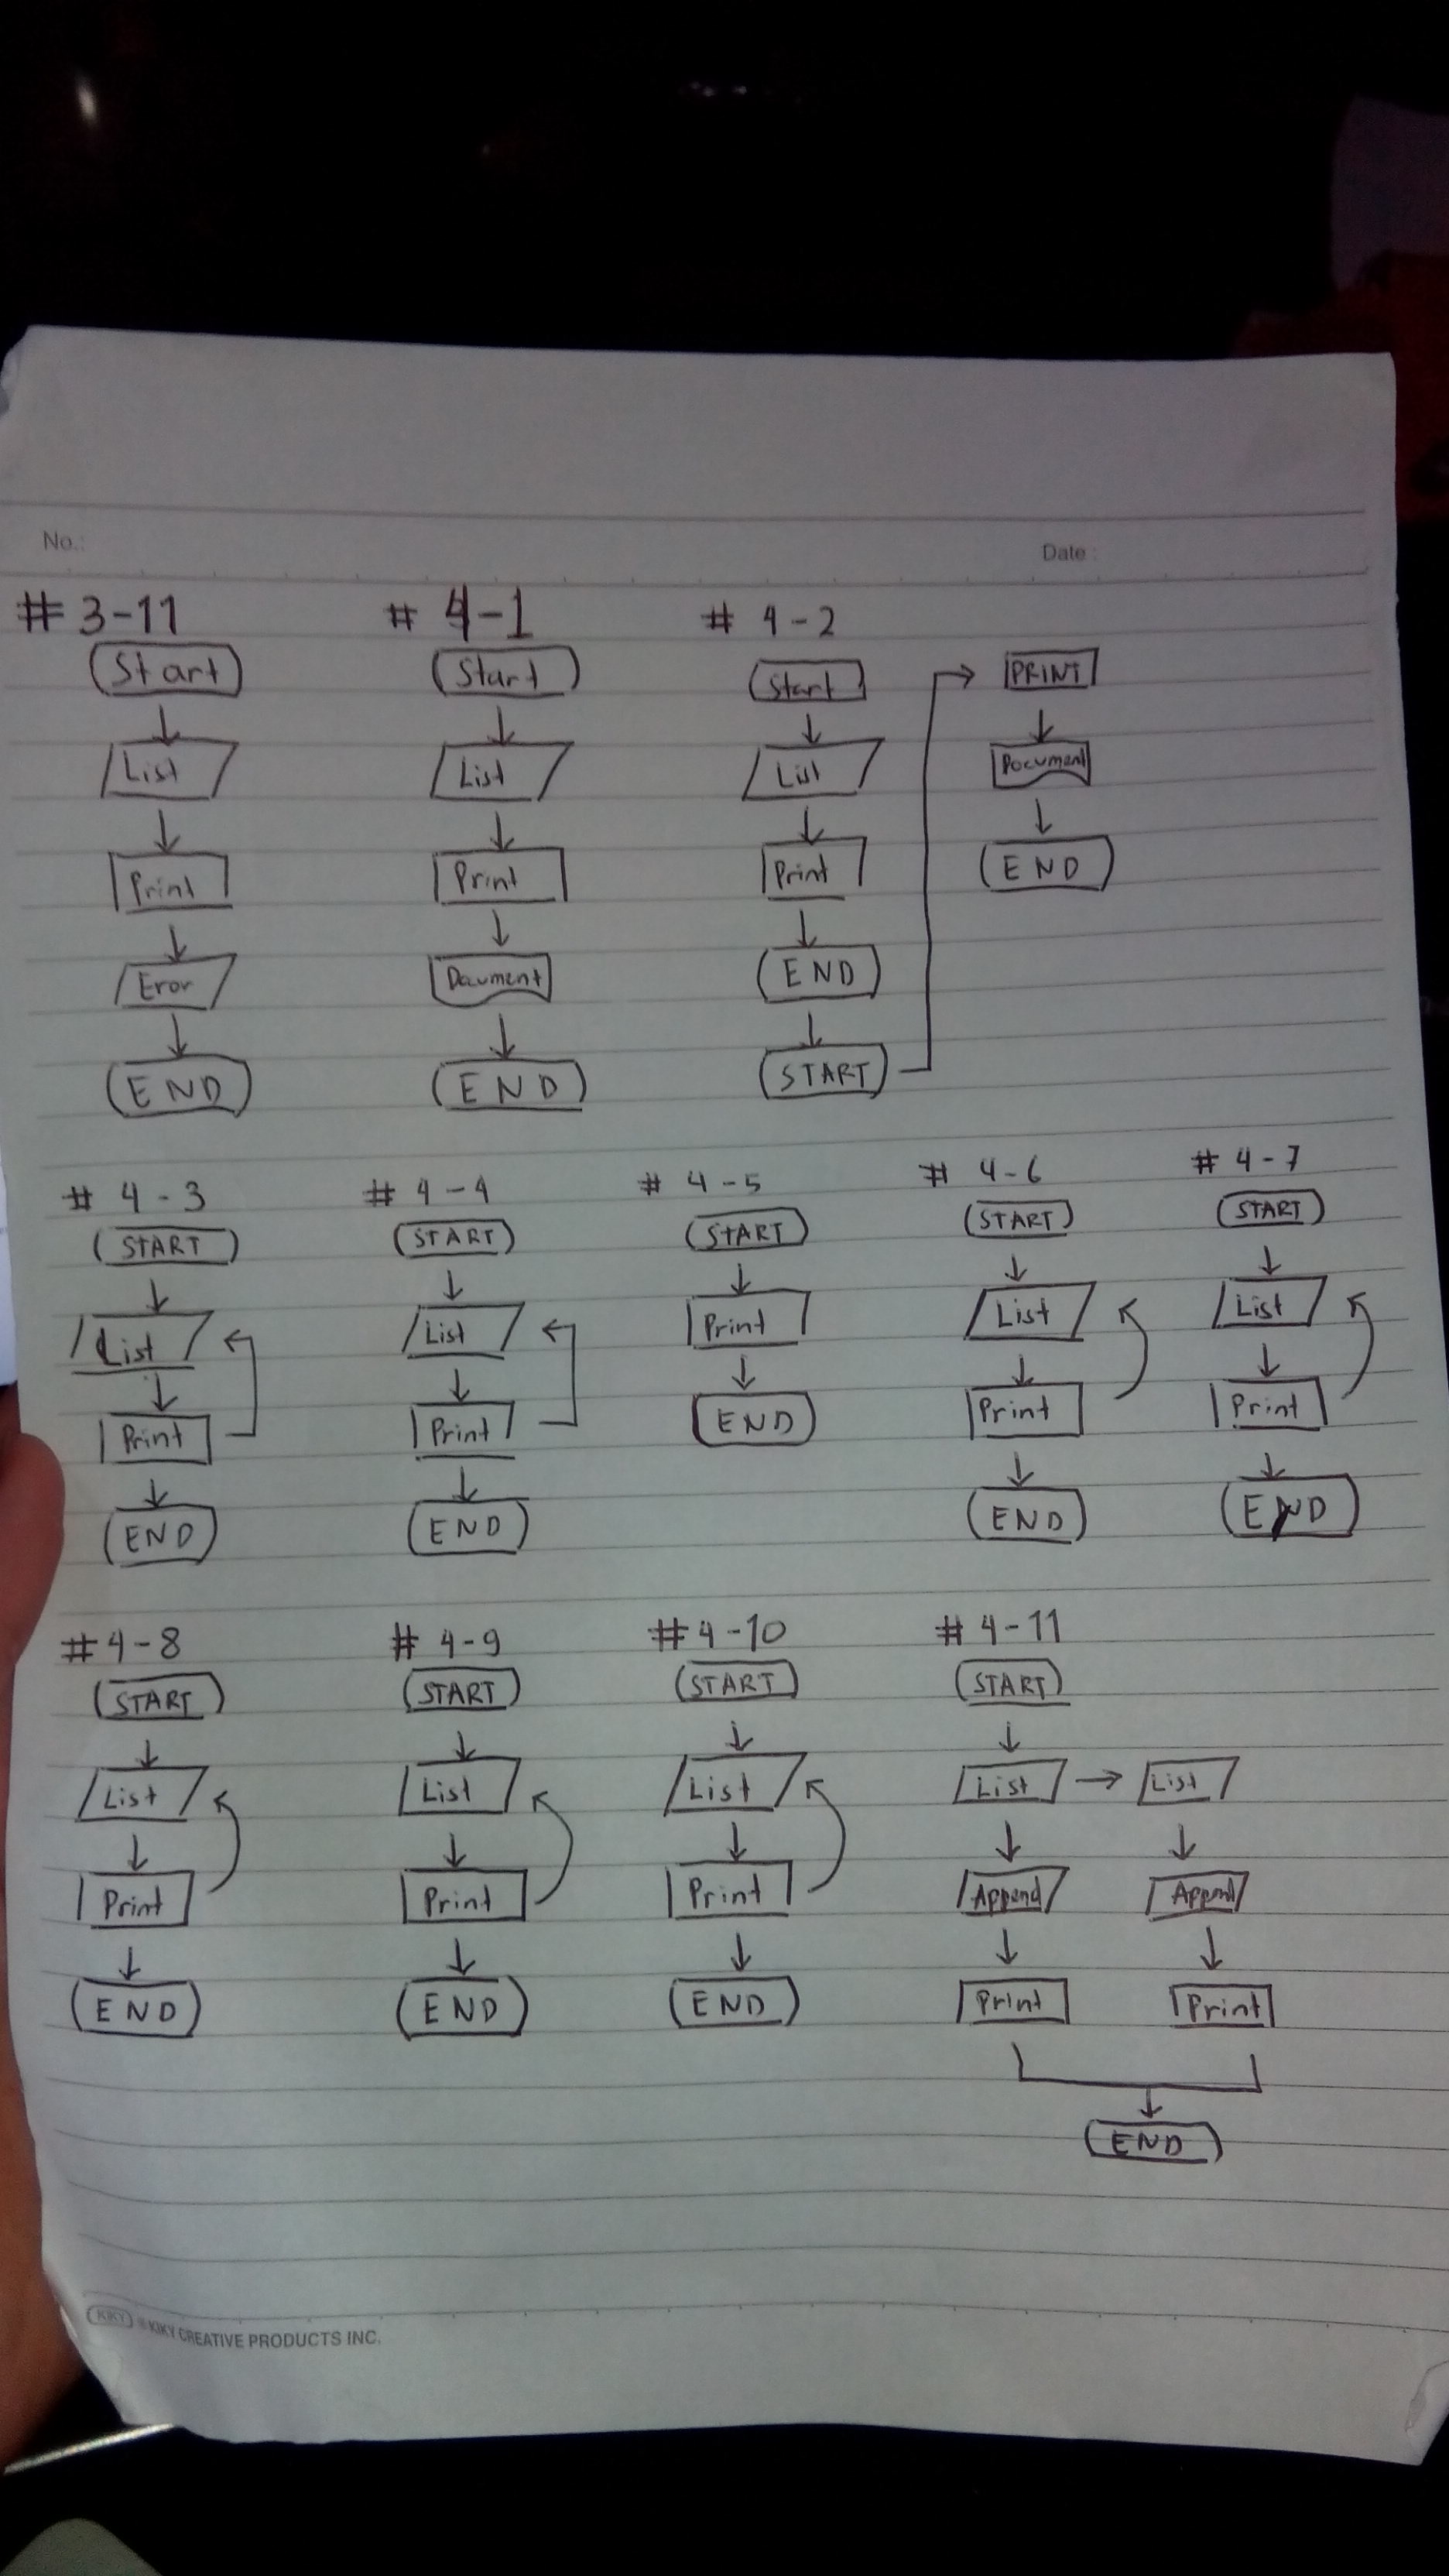 No.:
Date :
# 3-11
Start
List
Print
Eror
END
# 4-1
Start
List
Print
Document
END
# 4-2
Start
List
Print
END
START
PRINT
Document
END
# 4-3
START
List
Print
END
# 4-4
START
List
Print
END
# 4-5
START
Print
END
# 4-6
START
List
Print
END
# 4-7
START
List
Print
END
# 4-8
START
List
Print
END
# 4-9
START
List
Print
END
# 4-10
START
List
Print
END
# 4-11
START
List
Append
Print
List
Append
Print
END
KIKY ® KIKY CREATIVE PRODUCTS INC.